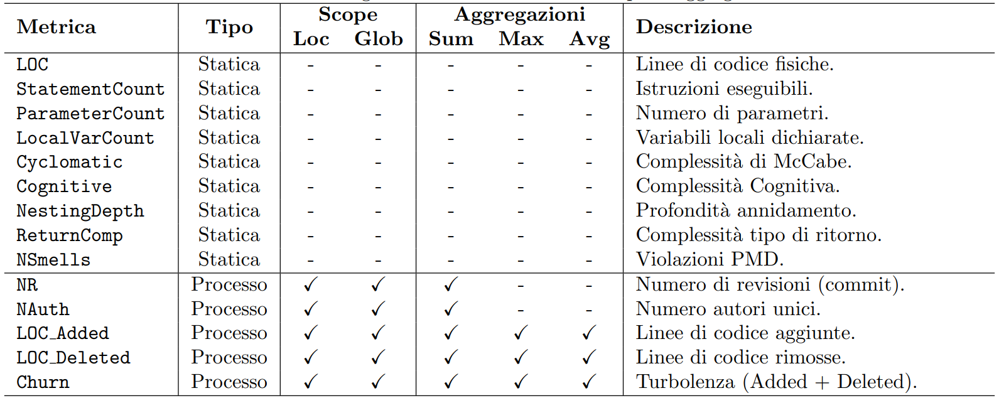 Scope Aggregazioni
Metrica Tipo Descrizione
Loc Glob Sum Max Avg
LOC Statica - - - - - Linee di codice fisiche.
StatementCount Statica - - - - - Istruzioni eseguibili.
ParameterCount Statica - - - - - Numero di parametri.
LocalVarCount Statica - - - - - Variabili locali dichiarate.
Cyclomatic Statica - - - - - Complessità di McCabe.
Cognitive Statica - - - - - Complessità Cognitiva.
NestingDepth Statica - - - - - Profondità annidamento.
ReturnComp Statica - - - - - Complessità tipo di ritorno.
NSmells Statica - - - - - Violazioni PMD.
NR Processo ✓ ✓ ✓ - - Numero di revisioni (commit).
NAuth Processo ✓ ✓ ✓ - - Numero autori unici.
LOC_Added Processo ✓ ✓ ✓ ✓ ✓ Linee di codice aggiunte.
LOC_Deleted Processo ✓ ✓ ✓ ✓ ✓ Linee di codice rimosse.
Churn Processo ✓ ✓ ✓ ✓ ✓ Turbolenza (Added + Deleted).